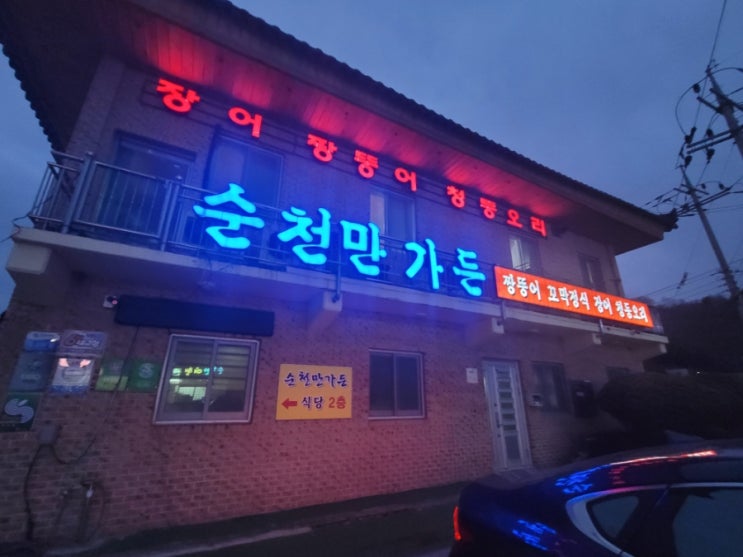 장어 짱뚱어 청둥오리
순천만가든
짱뚱어 꼬막정식 장어 청둥오리
순천만가든
← 식당 2층